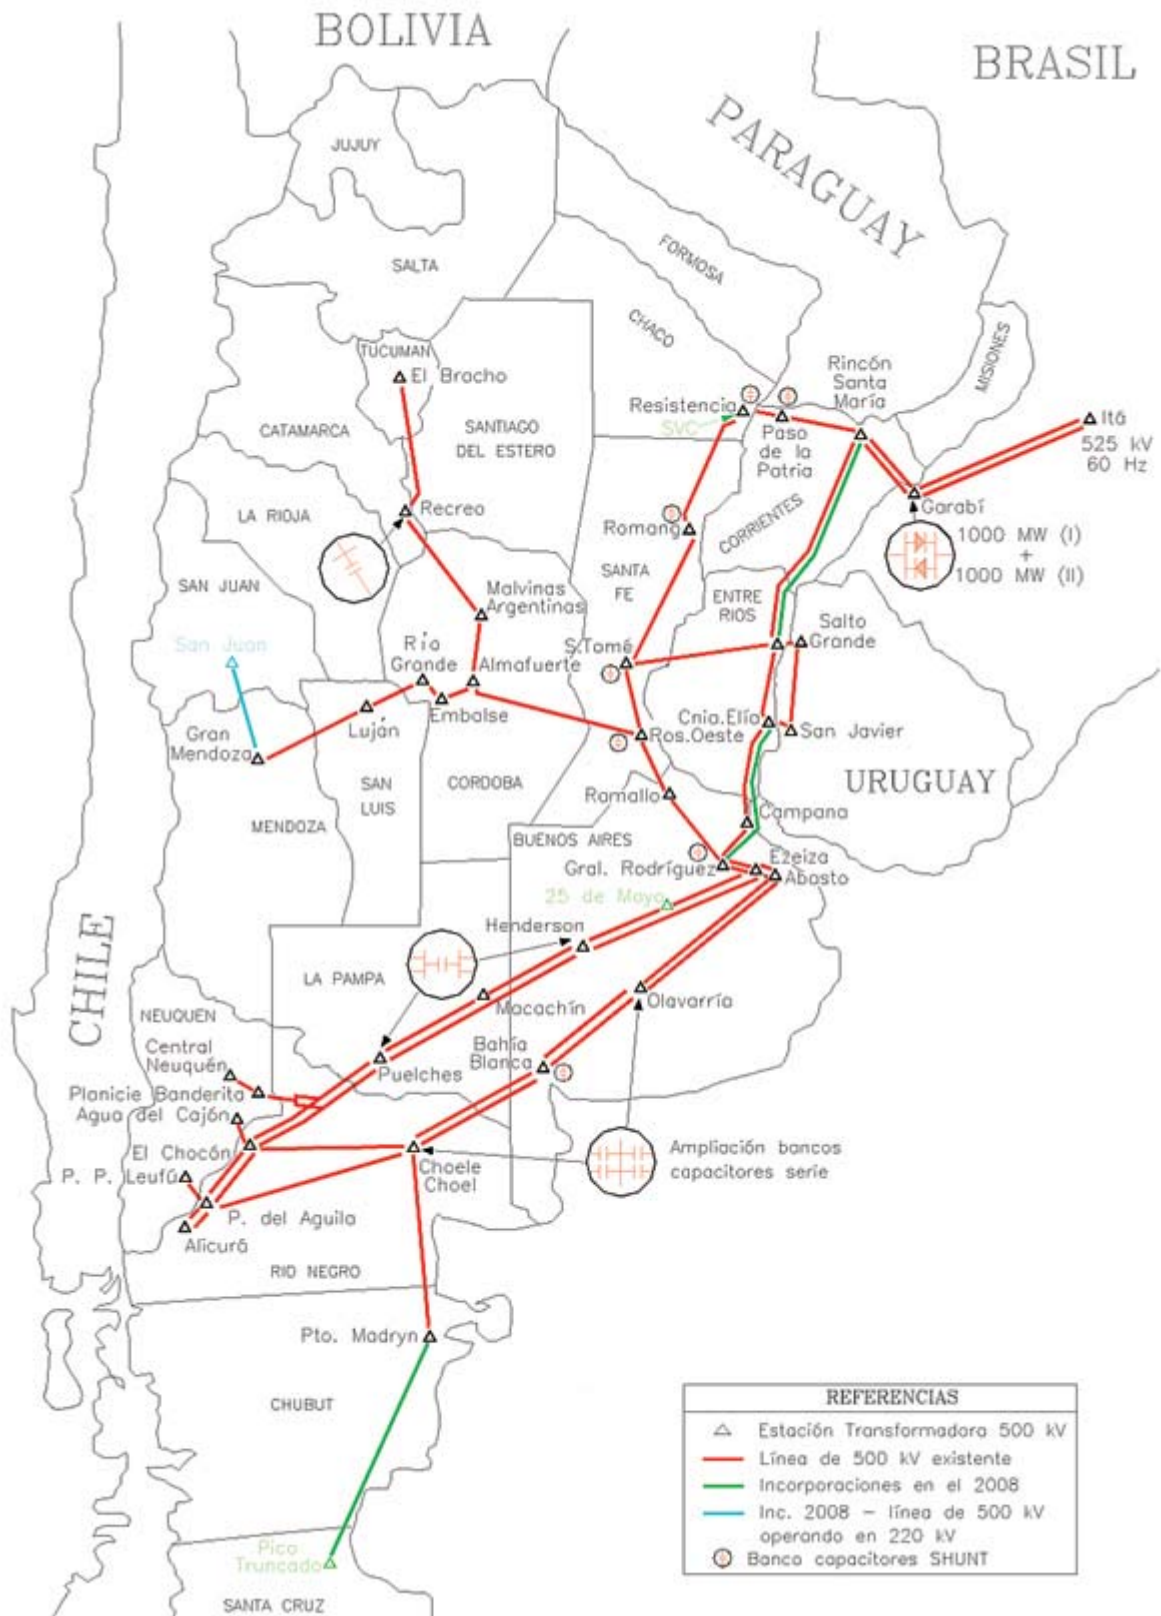 BOLIVIA
BRASIL
PARAGUAY
JUJUY
SALTA
FORMOSA
CHACO
MISIONES
TUCUMAN
El Bracho
Rincón
Santa
María
Resistencia
SVC
Paso
de la
Patria
Itá
525 kV
60 Hz
CATAMARCA
SANTIAGO
DEL ESTERO
Recreo
LA RIOJA
Romang
CORRIENTES
Garabí
1000 MW (I)
+
1000 MW (II)
SAN JUAN
San Juan
Malvinas
Argentinas
SANTA
FE
ENTRE
RIOS
Salto
Grande
Río
Grande
Almafuerte
S.Tomé
Embalse
Luján
Gran
Mendoza
Cnia.Elía
Ros.Oeste
San Javier
SAN
LUIS
CORDOBA
URUGUAY
MENDOZA
Ramallo
Campana
BUENOS AIRES
Gral. Rodríguez
Ezeiza
Abasto
25 de Mayo
Henderson
CHILE
LA PAMPA
Macachín
Olavarría
NEUQUEN
Central
Neuquén
Puelches
Bahía
Blanca
Planicie Banderita
Agua del Cajón
El Chocón
Choele
Choel
Ampliación bancos
capacitores serie
P. P. Leufú
P. del Aguila
Alicurá
RIO NEGRO
Pto. Madryn
CHUBUT
Pico
Truncado
SANTA CRUZ
REFERENCIAS
Estación Transformadora 500 kV
Línea de 500 kV existente
Incorporaciones en el 2008
Inc. 2008 – línea de 500 kV
operando en 220 kV
Banco capacitores SHUNT